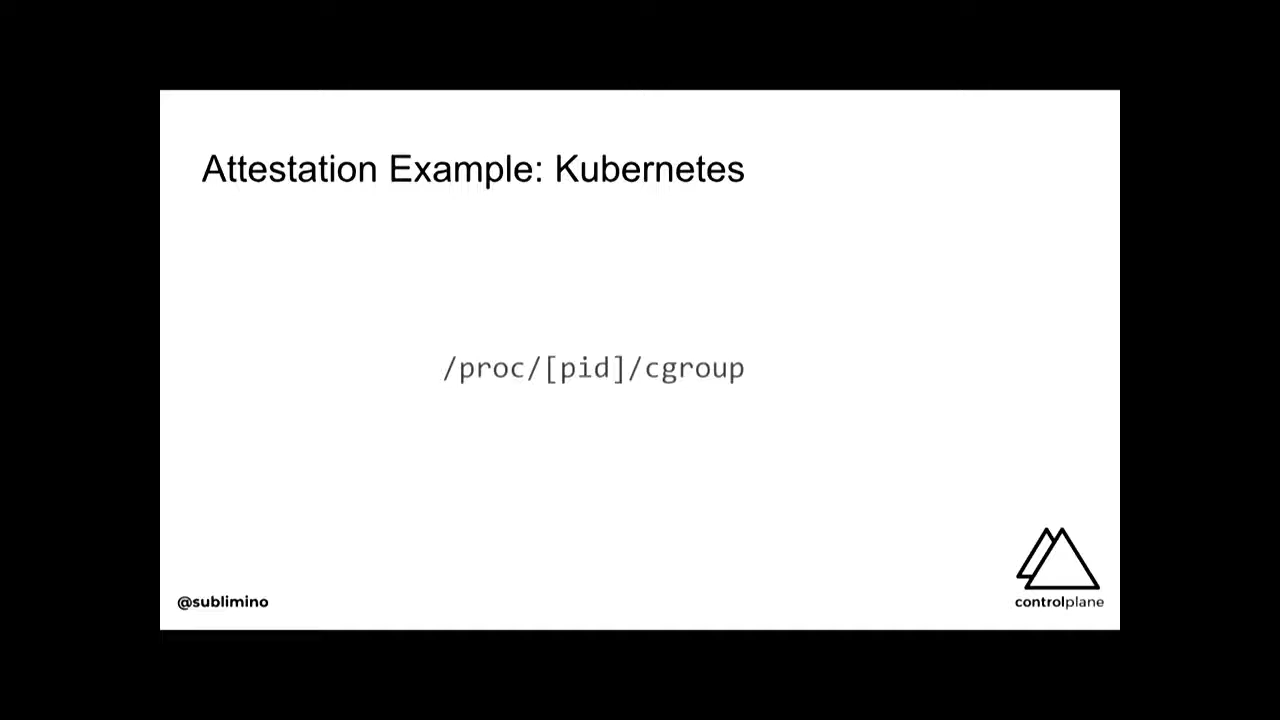 Attestation Example: Kubernetes
/proc/[pid]/cgroup
@sublimino
controlplane